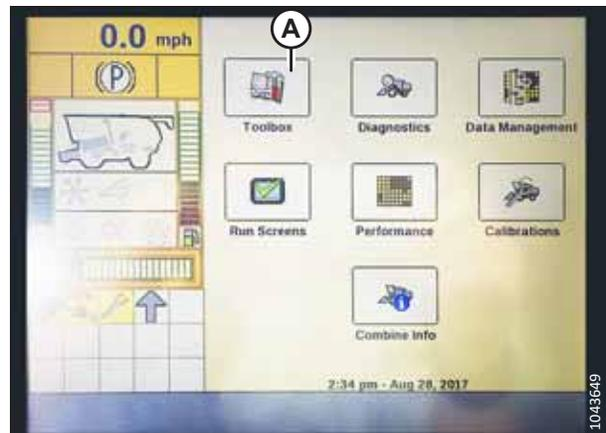 0.0 mph
A
(P)
Toolbox
Diagnostics
Data Management
Run Screens
Performance
Calibrations
Combine Info
2:34 pm - Aug 28, 2017
1043649